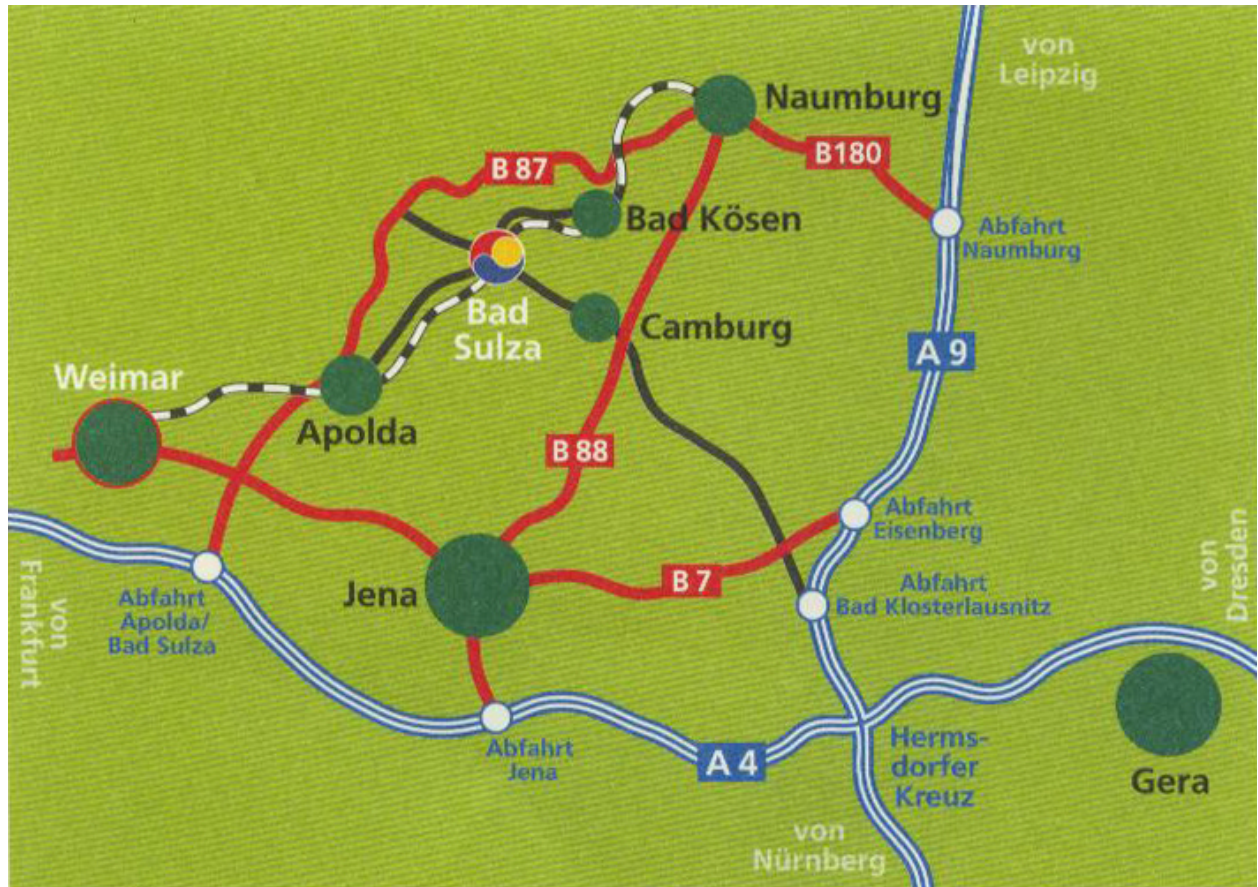 von
Leipzig
Naumburg
B 87
B180
Bad Kösen
Abfahrt
Naumburg
Bad
Sulza
Camburg
A 9
Weimar
Apolda
B 88
Abfahrt
Eisenberg
von
Frankfurt
Abfahrt
Apolda/
Bad Sulza
Jena
B 7
Abfahrt
Bad Klosterlausnitz
von
Dresden
Abfahrt
Jena
A 4
Herms-
dorfer
Kreuz
Gera
von
Nürnberg